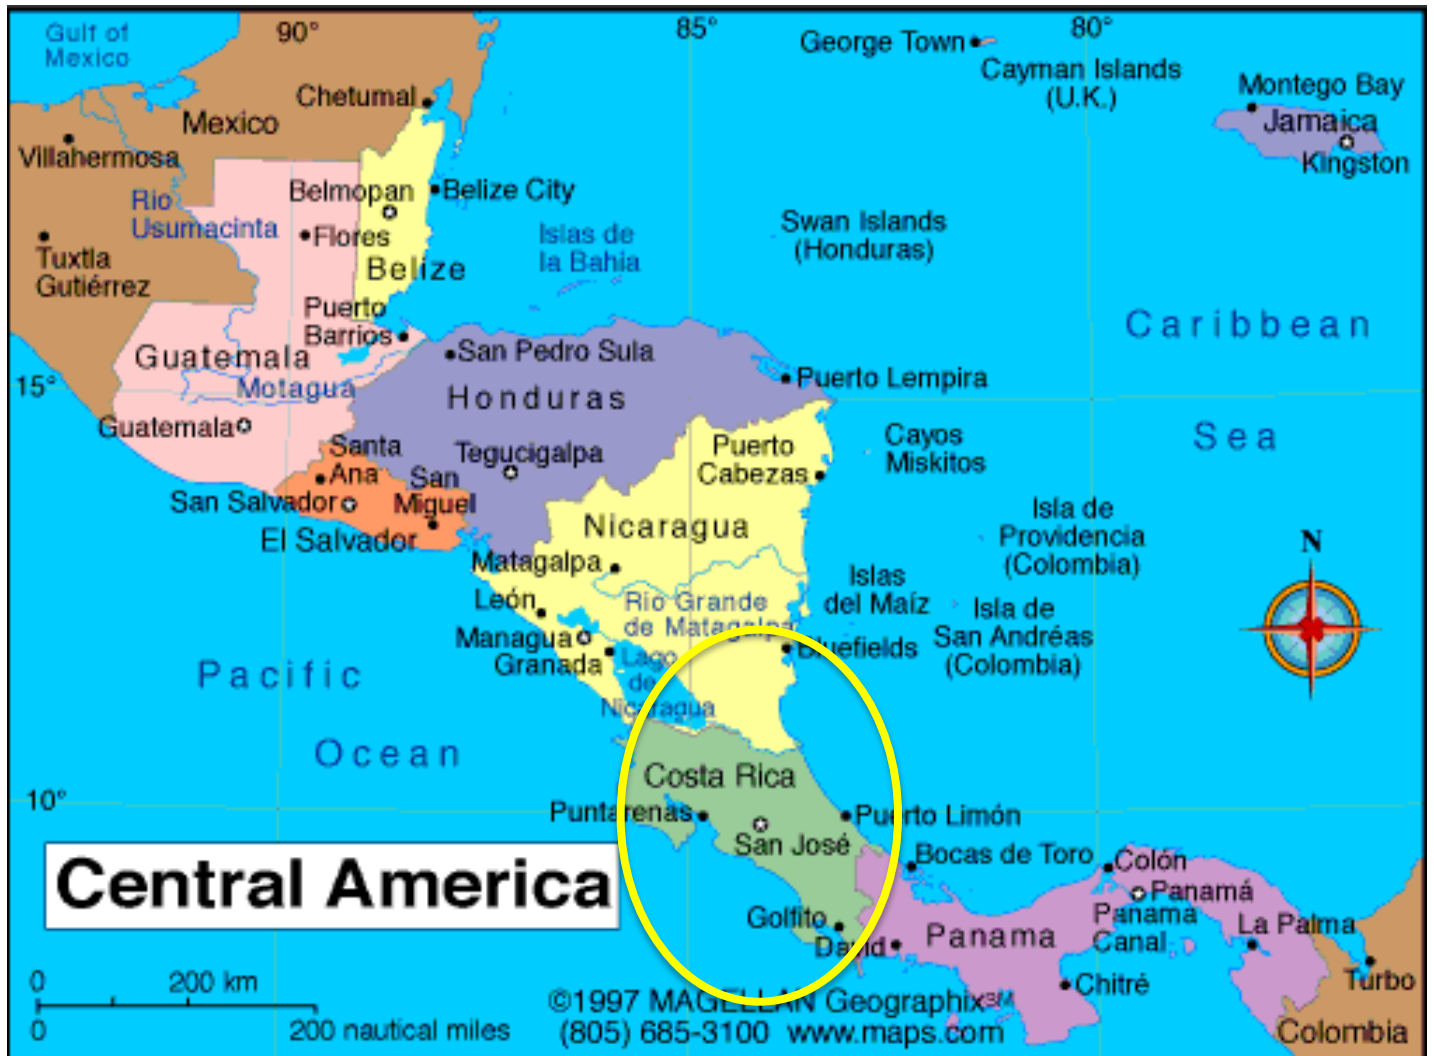 Gulf of
Mexico
90°
85°
80°
George Town
Cayman Islands
(U.K.)
Montego Bay
Jamaica
Kingston
Chetumal
Mexico
Villahermosa
Belmopan
Belize City
Rio
Usumacinta
Flores
Belize
Islas de
la Bahia
Swan Islands
(Honduras)
Tuxtla
Gutiérrez
Puerto
Barrios
Caribbean
Sea
Guatemala
San Pedro Sula
15°
Motagua
Honduras
Puerto Lempira
Guatemala
Santa
Ana
Tegucigalpa
Puerto
Cabezas
Cayos
Miskitos
San
Miguel
San Salvador
El Salvador
Nicaragua
Isla de
Providencia
(Colombia)
N
Matagalpa
León
Rio Grande
de Matagalpa
Islas
del Maíz
Isla de
San Andréas
(Colombia)
Managua
Granada
Lago
de
Nicaragua
Bluefields
Pacific
Ocean
Costa Rica
10°
Puntarenas
San José
Puerto Limón
Central America
Bocas de Toro
Colón
Panamá
Panama
Canal
Golfito
David
Panama
La Palma
Chitré
Turbo
Colombia
0
200 km
0
200 nautical miles
©1997 MAGELLAN Geographix℠
(805) 685-3100 www.maps.com